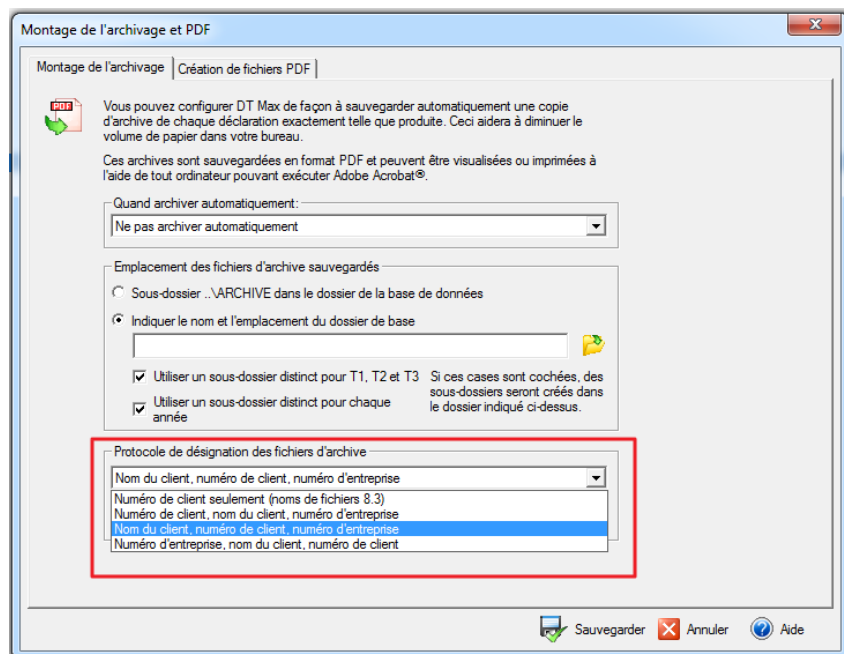 Montage de l'archivage et PDF
Montage de l'archivage
Création de fichiers PDF
PDF
Vous pouvez configurer DT Max de façon à sauvegarder automatiquement une copie
d'archive de chaque déclaration exactement telle que produite. Ceci aidera à diminuer le
volume de papier dans votre bureau.
Ces archives sont sauvegardées en format PDF et peuvent être visualisées ou imprimées à
l'aide de tout ordinateur pouvant exécuter Adobe Acrobat®.
Quand archiver automatiquement:
Ne pas archiver automatiquement
Emplacement des fichiers d'archive sauvegardés
Sous-dossier ..\ARCHIVE dans le dossier de la base de données
Indiquer le nom et l'emplacement du dossier de base
Utiliser un sous-dossier distinct pour T1, T2 et T3
Utiliser un sous-dossier distinct pour chaque
année
Si ces cases sont cochées, des
sous-dossiers seront créés dans
le dossier indiqué ci-dessus.
Protocole de désignation des fichiers d'archive
Nom du client, numéro de client, numéro d'entreprise
Numéro de client seulement (noms de fichiers 8.3)
Numéro de client, nom du client, numéro d'entreprise
Nom du client, numéro de client, numéro d'entreprise
Numéro d'entreprise, nom du client, numéro de client
Sauvegarder
Annuler
Aide